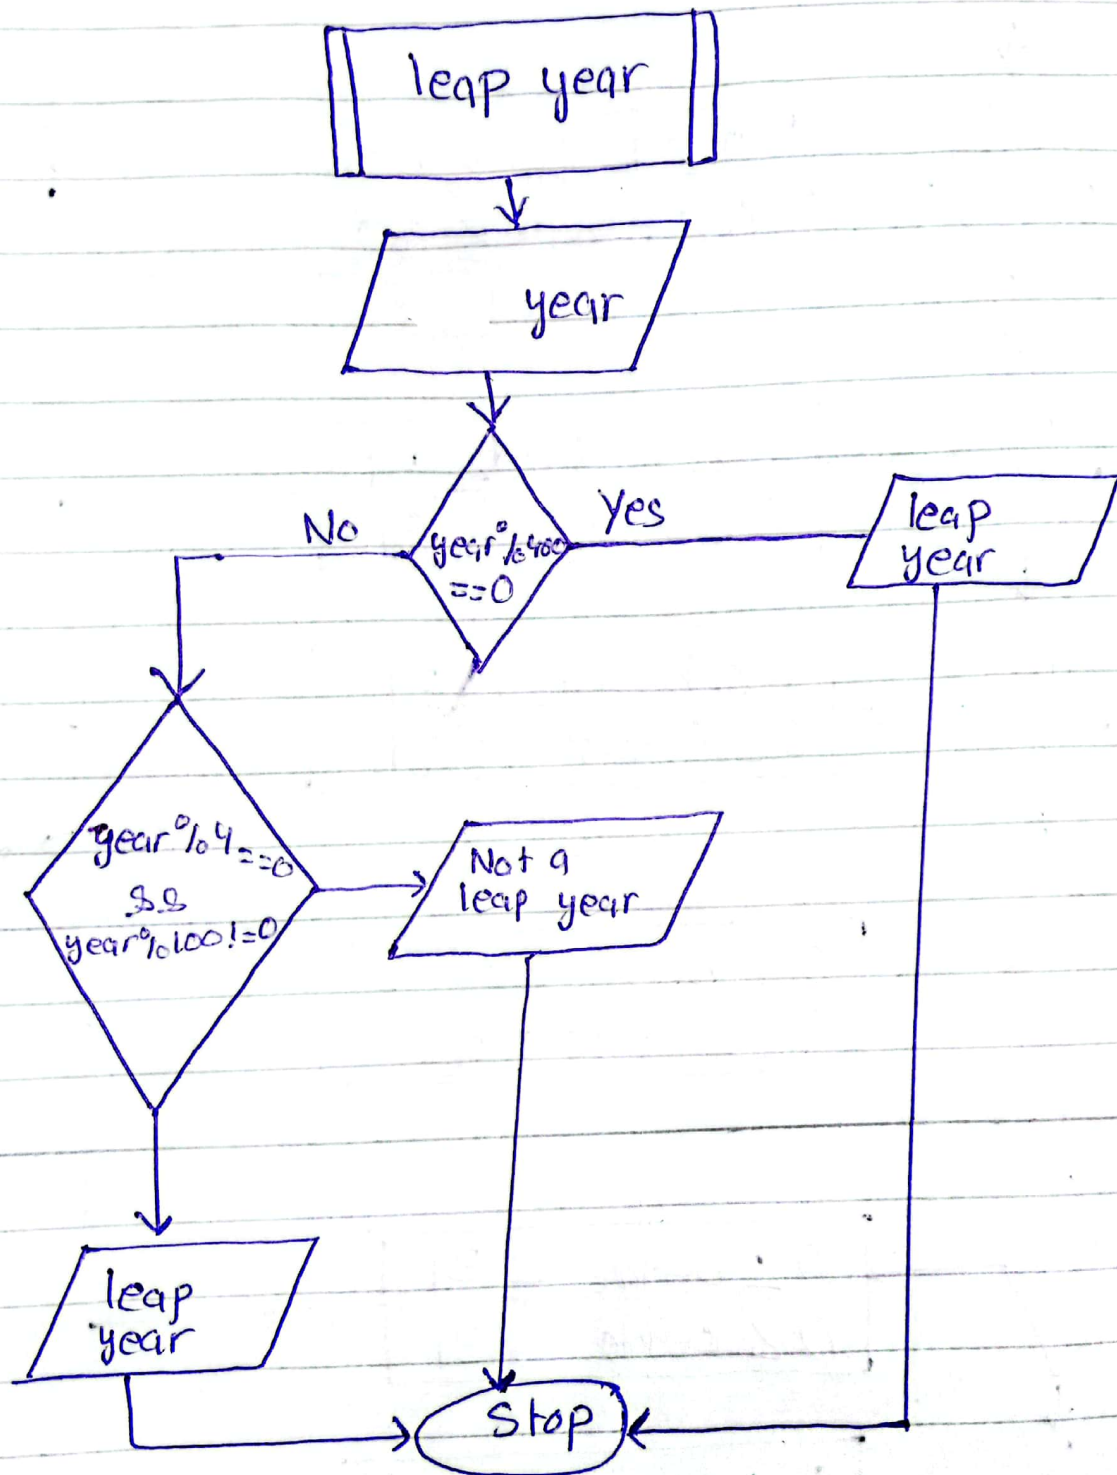 leap year
year
No
year%400
==0
Yes
leap
year
year%4==0
&&
year%100!=0
Not a
leap year
leap
year
Stop